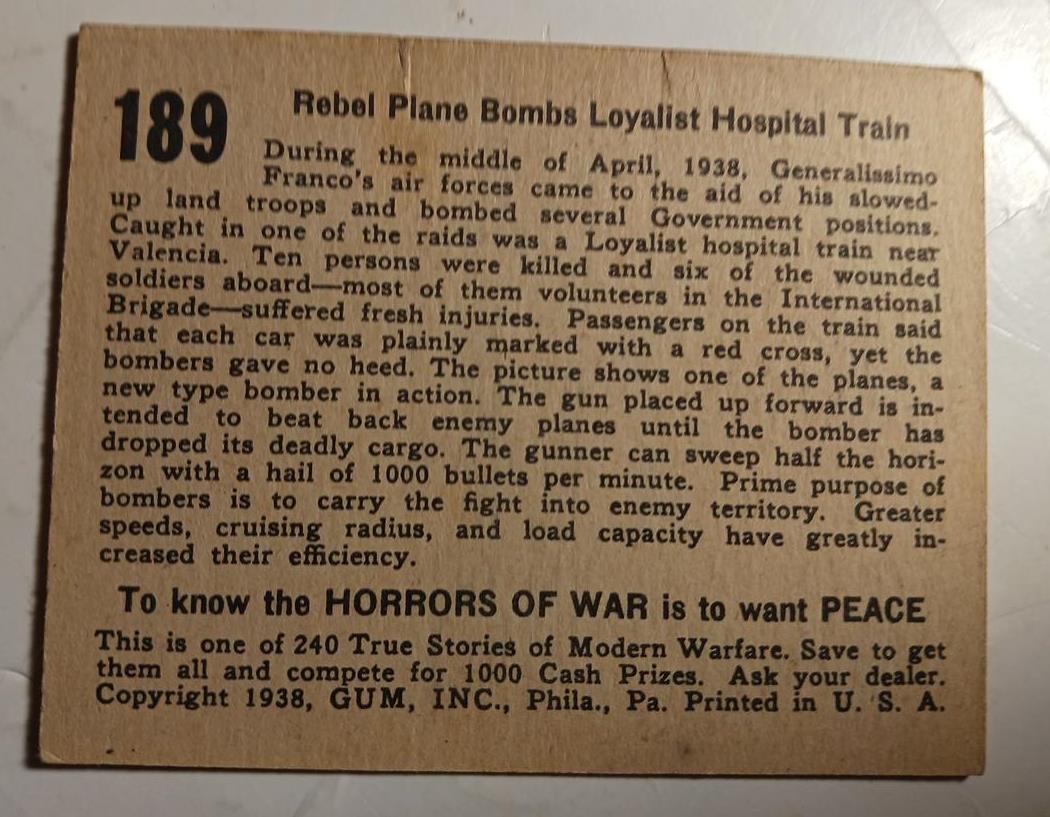 189
Rebel Plane Bombs Loyalist Hospital Train
During the middle of April, 1938, Generalissimo
Franco's air forces came to the aid of his slowed-
up land troops and bombed several Government positions.
Caught in one of the raids was a Loyalist hospital train near
Valencia. Ten persons were killed and six of the wounded
soldiers aboard—most of them volunteers in the International
Brigade—suffered fresh injuries. Passengers on the train said
that each car was plainly marked with a red cross, yet the
bombers gave no heed. The picture shows one of the planes, a
new type bomber in action. The gun placed up forward is in-
tended to beat back enemy planes until the bomber has
dropped its deadly cargo. The gunner can sweep half the hori-
zon with a hail of 1000 bullets per minute. Prime purpose of
bombers is to carry the fight into enemy territory. Greater
speeds, cruising radius, and load capacity have greatly in-
creased their efficiency.
To know the HORRORS OF WAR is to want PEACE
This is one of 240 True Stories of Modern Warfare. Save to get
them all and compete for 1000 Cash Prizes. Ask your dealer.
Copyright 1938, GUM, INC., Phila., Pa. Printed in U. S. A.